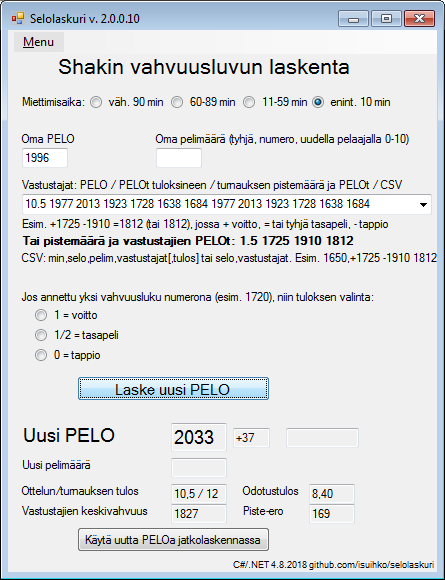 Selolaskuri v. 2.0.0.10
Menu
Shakin vahvuusluvun laskenta
Miettimisaika: väh. 90 min 60-89 min 11-59 min enint. 10 min
Oma PELO Oma pelimäärä (tyhjä, numero, uudella pelaajalla 0-10)
1996
Vastustajat: PELO / PELOt tuloksineen / turnauksen pistemäärä ja PELOt / CSV
10.5 1977 2013 1923 1728 1638 1684 1977 2013 1923 1728 1638 1684
Esim. +1725 -1910 =1812 (tai 1812), jossa + voitto, = tai tyhjä tasapeli, - tappio
Tai pistemäärä ja vastustajien PELOt: 1.5 1725 1910 1812
CSV: min,selo,pelim,vastustajat[,tulos] tai selo,vastustajat. Esim. 1650,+1725 -1910 1812
Jos annettu yksi vahvuusluku numerona (esim. 1720), niin tuloksen valinta:
1 = voitto
1/2 = tasapeli
0 = tappio
Laske uusi PELO
Uusi PELO 2033 +37
Uusi pelimäärä
Ottelun/turnauksen tulos 10,5 / 12 Odotustulos 8,40
Vastustajien keskivahvuus 1827 Piste-ero 169
Käytä uutta PELOa jatkolaskennassa
C#/.NET 4.8.2018 github.com/isuihko/selolaskuri